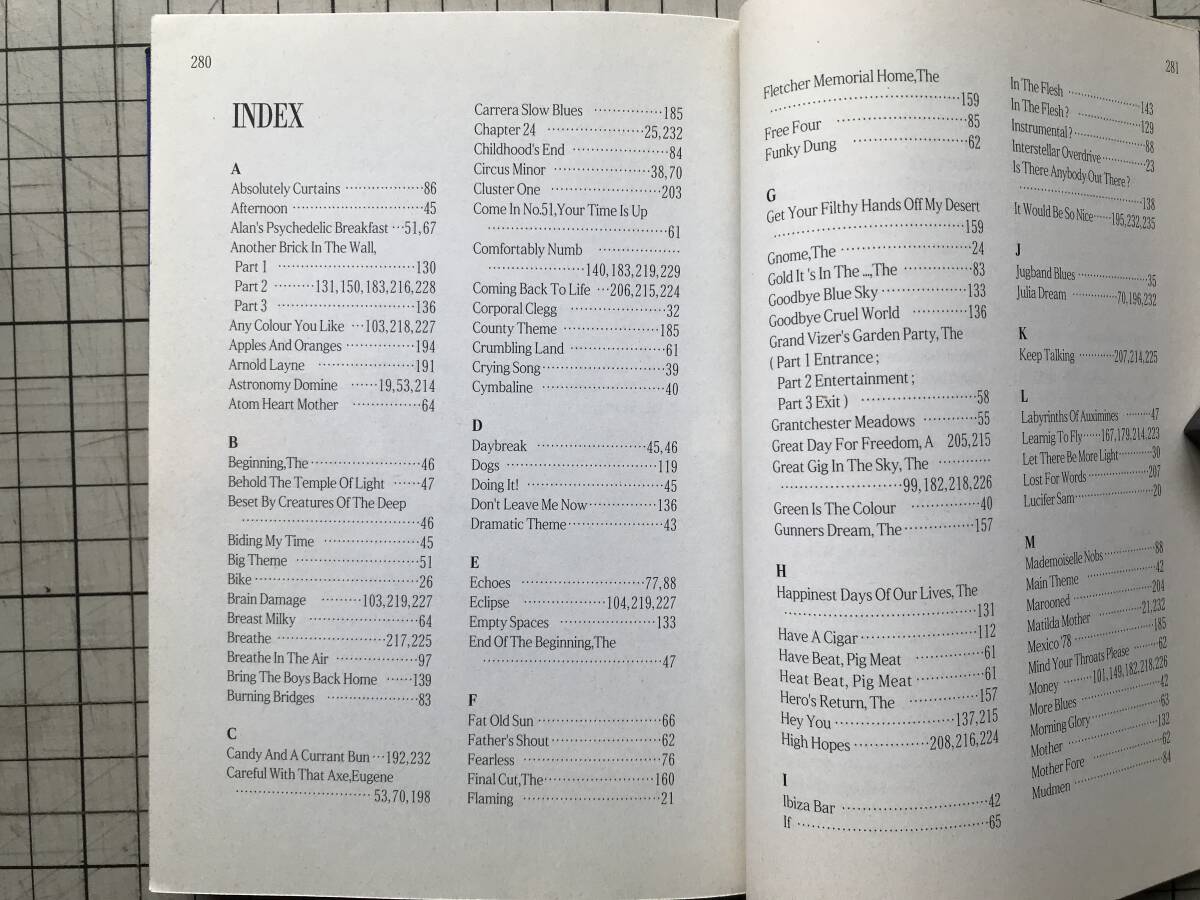 280
INDEX
A
Absolutely Curtains ··················86
Afternoon ······························45
Alan's Psychedelic Breakfast ···51,67
Another Brick In The Wall,
Part 1 ································130
Part 2 ·········131,150,183,216,228
Part 3 ································136
Any Colour You Like ···103,218,227
Apples And Oranges ···············194
Arnold Layne ························191
Astronomy Domine ······19,53,214
Atom Heart Mother ···············64
B
Beginning,The························46
Behold The Temple Of Light ······47
Beset By Creatures Of The Deep
·········································46
Biding My Time ·····················45
Big Theme ···························51
Bike····································26
Brain Damage ·········103,219,227
Breast Milky ························64
Breathe ························217,225
Breathe In The Air ··················97
Bring The Boys Back Home ······139
Burning Bridges ·····················83
C
Candy And A Currant Bun ···192,232
Careful With That Axe,Eugene
······························53,70,198
Carrera Slow Blues ···············185
Chapter 24 ·····················25,232
Childhood's End ·····················84
Circus Minor ·····················38,70
Cluster One ························203
Come In No.51,Your Time Is Up
·········································61
Comfortably Numb ··················
·····················140,183,219,229
Coming Back To Life ···206,215,224
Corporal Clegg ·····················32
County Theme ·····················185
Crumbling Land ·····················61
Crying Song···························39
Cymbaline ···························40
D
Daybreak ························45,46
Dogs ·································119
Doing It! ······························45
Don't Leave Me Now···············136
Dramatic Theme·····················43
E
Echoes ···························77,88
Eclipse ··················104,219,227
Empty Spaces ·····················133
End Of The Beginning,The
·········································47
F
Fat Old Sun ···························66
Father's Shout························62
Fearless ······························76
Final Cut,The························160
Flaming ······························21
281
Fletcher Memorial Home,The
·········································159
Free Four ······························85
Funky Dung ···························62
G
Get Your Filthy Hands Off My Desert
·········································159
Gnome,The ···························24
Gold It 's In The ...,The ···············83
Goodbye Blue Sky··················133
Goodbye Cruel World ············136
Grand Vizer's Garden Party, The
( Part 1 Entrance ;
Part 2 Entertainment ;
Part 3 Exit ) ························58
Grantchester Meadows ············55
Great Day For Freedom, A 205,215
Great Gig In The Sky, The ············
························99,182,218,226
Green Is The Colour ···············40
Gunners Dream, The···············157
H
Happinest Days Of Our Lives, The
·········································131
Have A Cigar························112
Have Beat, Pig Meat ···············61
Heat Beat, Pig Meat ···············61
Hero's Return, The ···············157
Hey You ························137,215
High Hopes···············208,216,224
I
Ibiza Bar ······························42
If·······································65
In The Flesh ························143
In The Flesh ? ·····················129
Instrumental ?·····················88
Interstellar Overdrive············23
Is There Anybody Out There ?
·········································138
It Would Be So Nice······195,232,235
J
Jugband Blues ·····················35
Julia Dream ···············70,196,232
K
Keep Talking ············207,214,225
L
Labyrinths Of Auximines ·········47
Learnig To Fly······167,179,214,223
Let There Be More Light·········30
Lost For Words ·····················207
Lucifer Sam························20
M
Mademoiselle Nobs···············88
Main Theme ························42
Marooned ························204
Matilda Mother ···············21,232
Mexico '78 ························185
Mind Your Throats Please ·········62
Money ·········101,149,182,218,226
More Blues ························42
Morning Glory·····················63
Mother ······························132
Mother Fore ························62
Mudmen ······························84